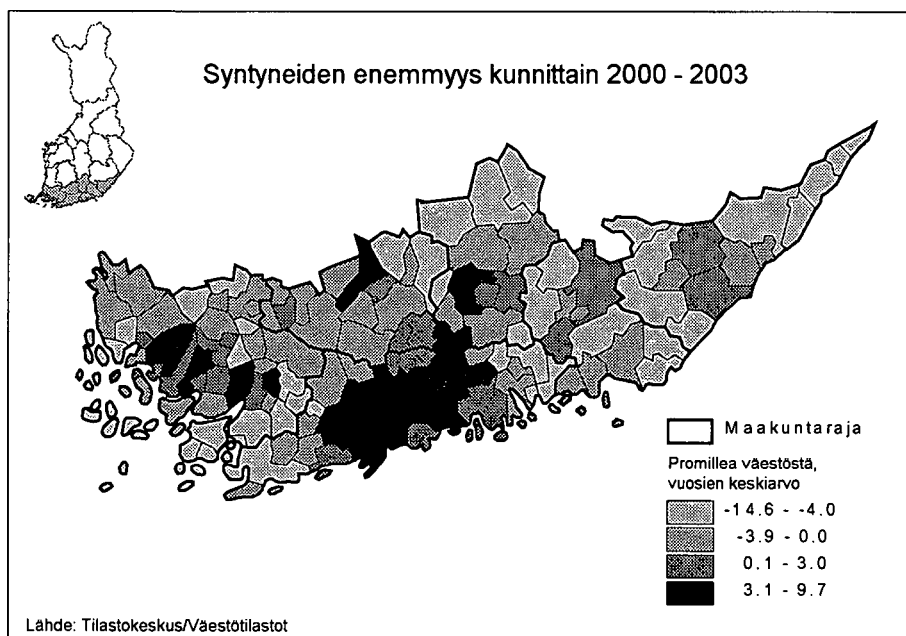 Syntyneiden enemmyys kunnittain 2000 - 2003
Maakuntaraja
Promillea väestöstä,
vuosien keskiarvo
-14.6 - -4.0
-3.9 - 0.0
0.1 - 3.0
3.1 - 9.7
Lähde: Tilastokeskus/Väestötilastot